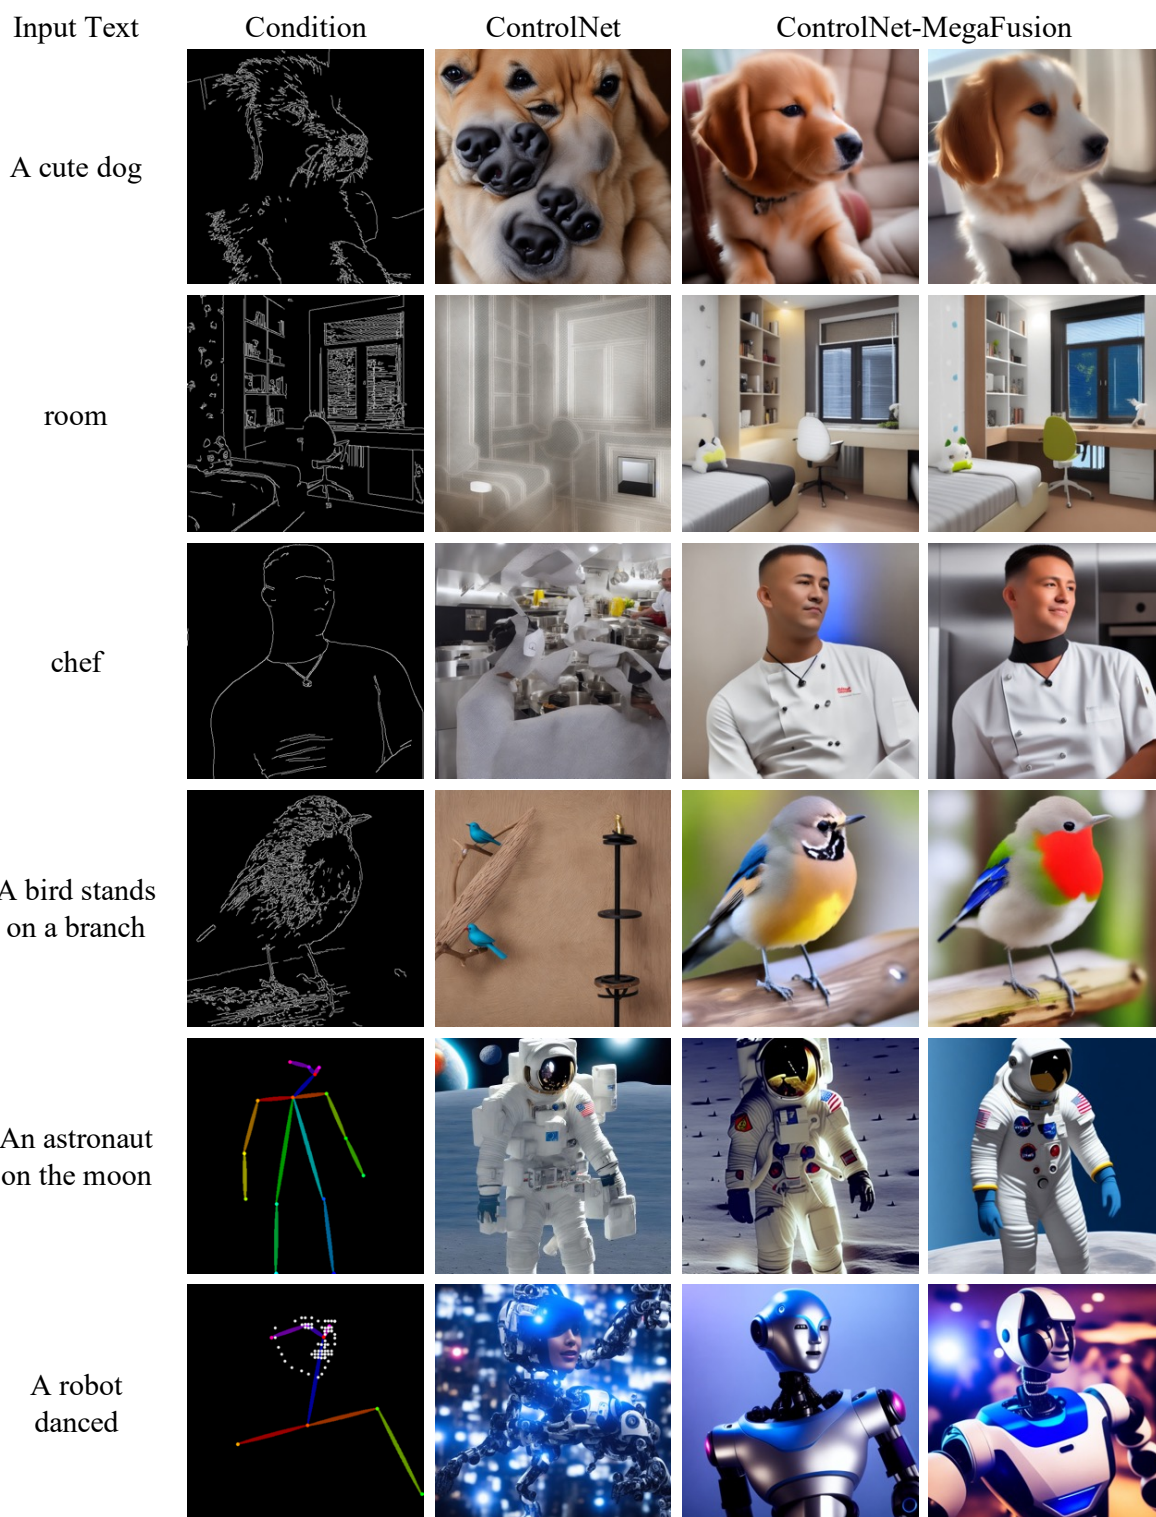 Input Text Condition ControlNet ControlNet-MegaFusion
A cute dog
room
chef
A bird stands
on a branch
An astronaut
on the moon
A robot
danced